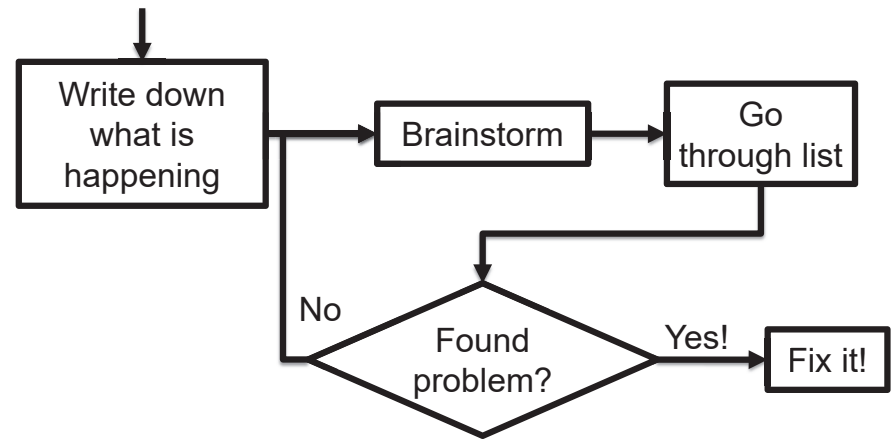 Write down
what is
happening
Brainstorm
Go
through list
No
Found
problem?
Yes!
Fix it!